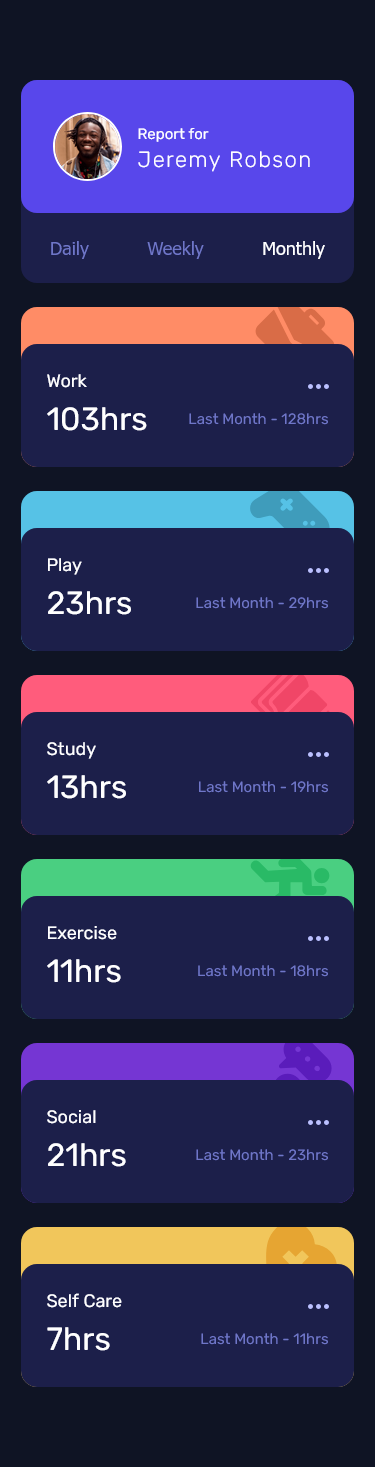 Report for
Jeremy Robson
Daily Weekly Monthly
Work
103hrs Last Month - 128hrs
Play
23hrs Last Month - 29hrs
Study
13hrs Last Month - 19hrs
Exercise
11hrs Last Month - 18hrs
Social
21hrs Last Month - 23hrs
Self Care
7hrs Last Month - 11hrs